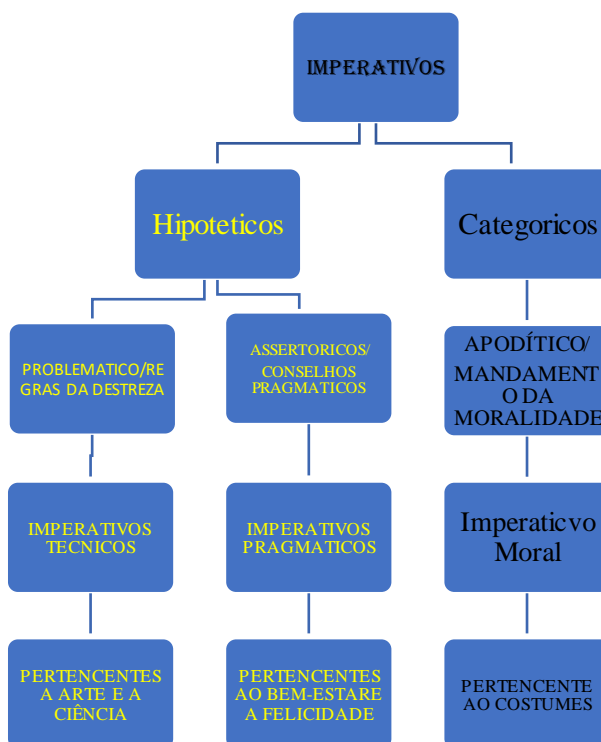 IMPERATIVOS
Hipoteticos
Categoricos
PROBLEMATICO/RE
GRAS DA DESTREZA
ASSERTORICOS/
CONSELHOS
PRAGMATICOS
APODÍTICO/
MANDAMENT
O DA
MORALIDADE
IMPERATIVOS
TECNICOS
IMPERATIVOS
PRAGMATICOS
Imperaticvo
Moral
PERTENCENTES
A ARTE E A
CIÊNCIA
PERTENCENTES
AO BEM-ESTARE
A FELICIDADE
PERTENCENTE
AO COSTUMES